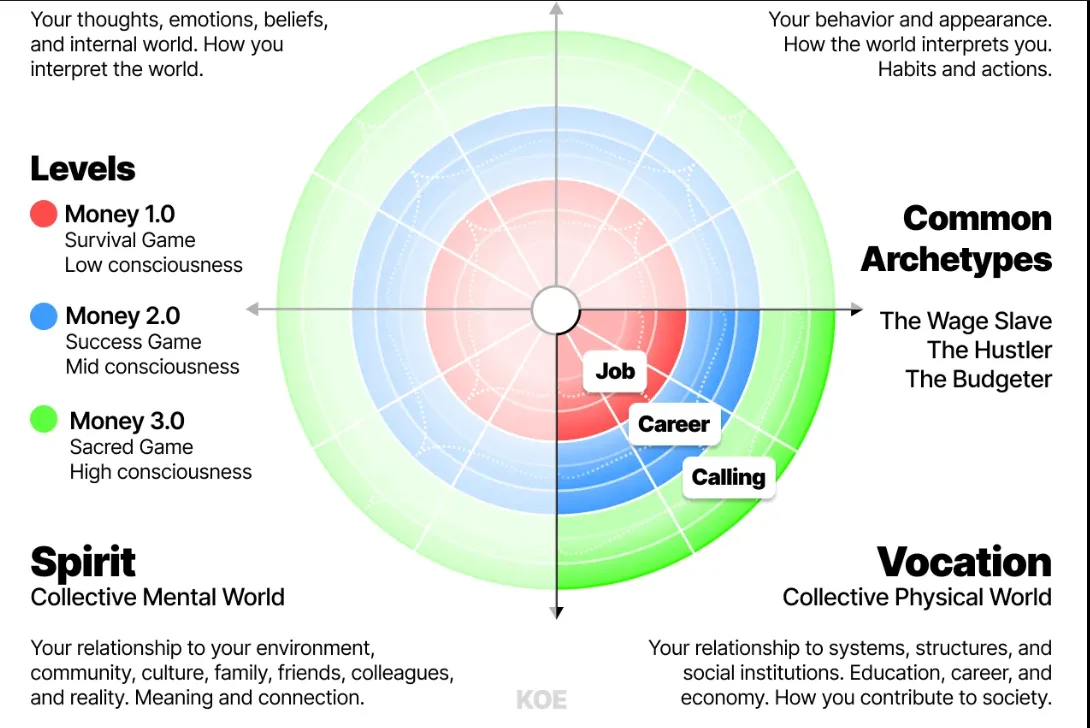 Your thoughts, emotions, beliefs,
and internal world. How you
interpret the world.
Your behavior and appearance.
How the world interprets you.
Habits and actions.
Levels
Money 1.0
Survival Game
Low consciousness
Money 2.0
Success Game
Mid consciousness
Money 3.0
Sacred Game
High consciousness
Common
Archetypes
The Wage Slave
The Hustler
The Budgeter
Job
Career
Calling
Spirit
Collective Mental World
Your relationship to your environment,
community, culture, family, friends, colleagues,
and reality. Meaning and connection.
Vocation
Collective Physical World
Your relationship to systems, structures, and
social institutions. Education, career, and
economy. How you contribute to society.
KOE